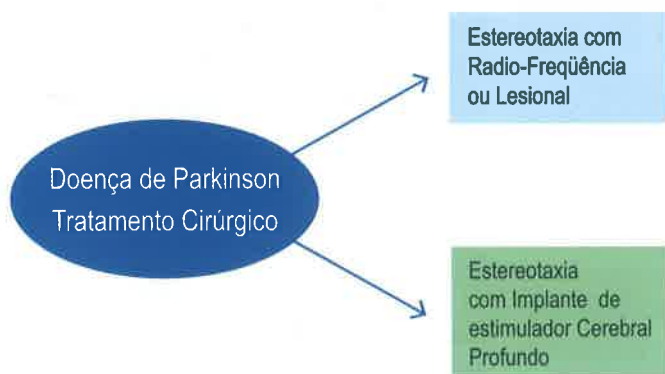 Doença de Parkinson
Tratamento Cirúrgico
Estereotaxia com
Radio-Freqüência
ou Lesional
Estereotaxia
com Implante de
estimulador Cerebral
Profundo